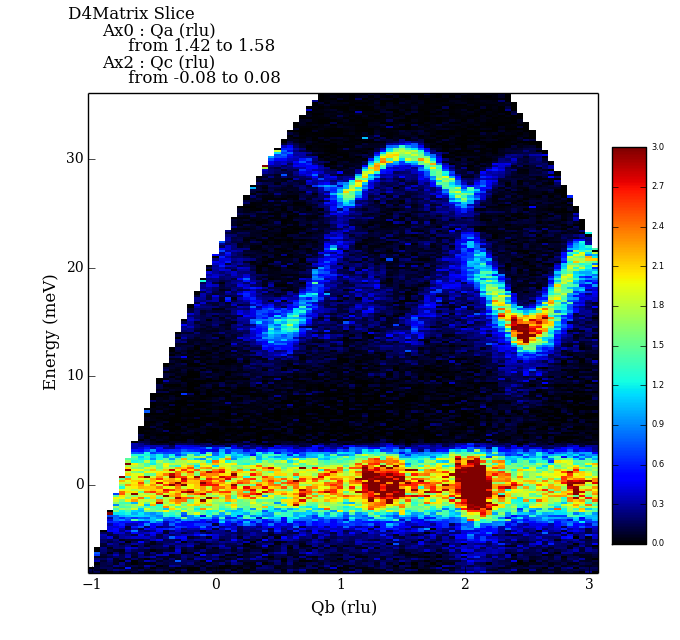 D4Matrix Slice
Ax0 : Qa (rlu)
from 1.42 to 1.58
Ax2 : Qc (rlu)
from -0.08 to 0.08
Energy (meV)
30
20
10
0
−1
0
1
2
3
Qb (rlu)
3.0
2.7
2.4
2.1
1.8
1.5
1.2
0.9
0.6
0.3
0.0